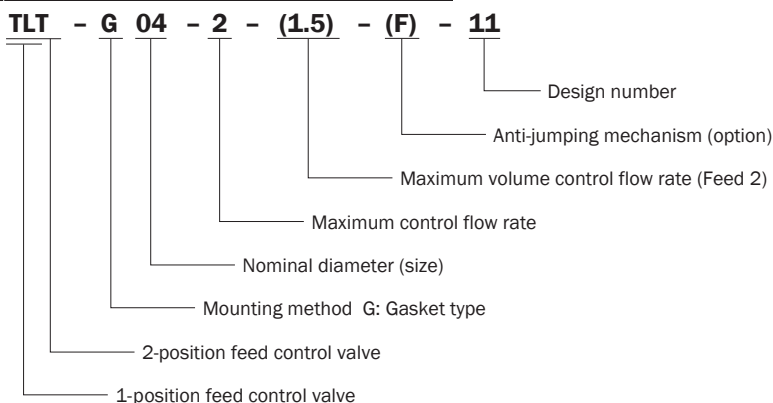 TLT – G 04 – 2 – (1.5) – (F) – 11
Design number
Anti-jumping mechanism (option)
Maximum volume control flow rate (Feed 2)
Maximum control flow rate
Nominal diameter (size)
Mounting method G: Gasket type
2-position feed control valve
1-position feed control valve